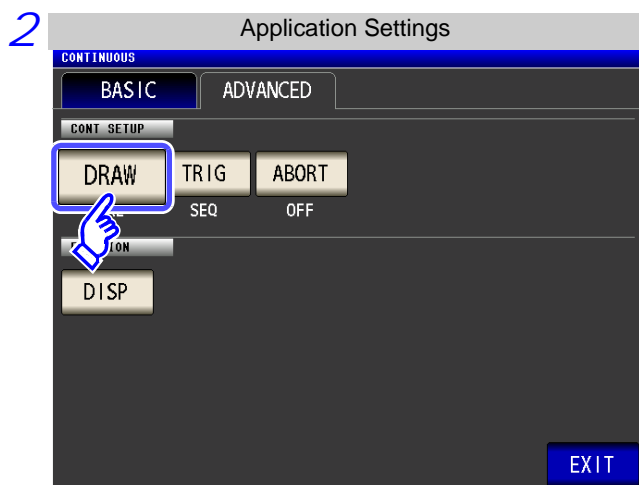 2 Application Settings
CONTINUOUS
BASIC ADVANCED
CONT SETUP
DRAW TRIG ABORT
SEQ OFF
DISP
EXIT